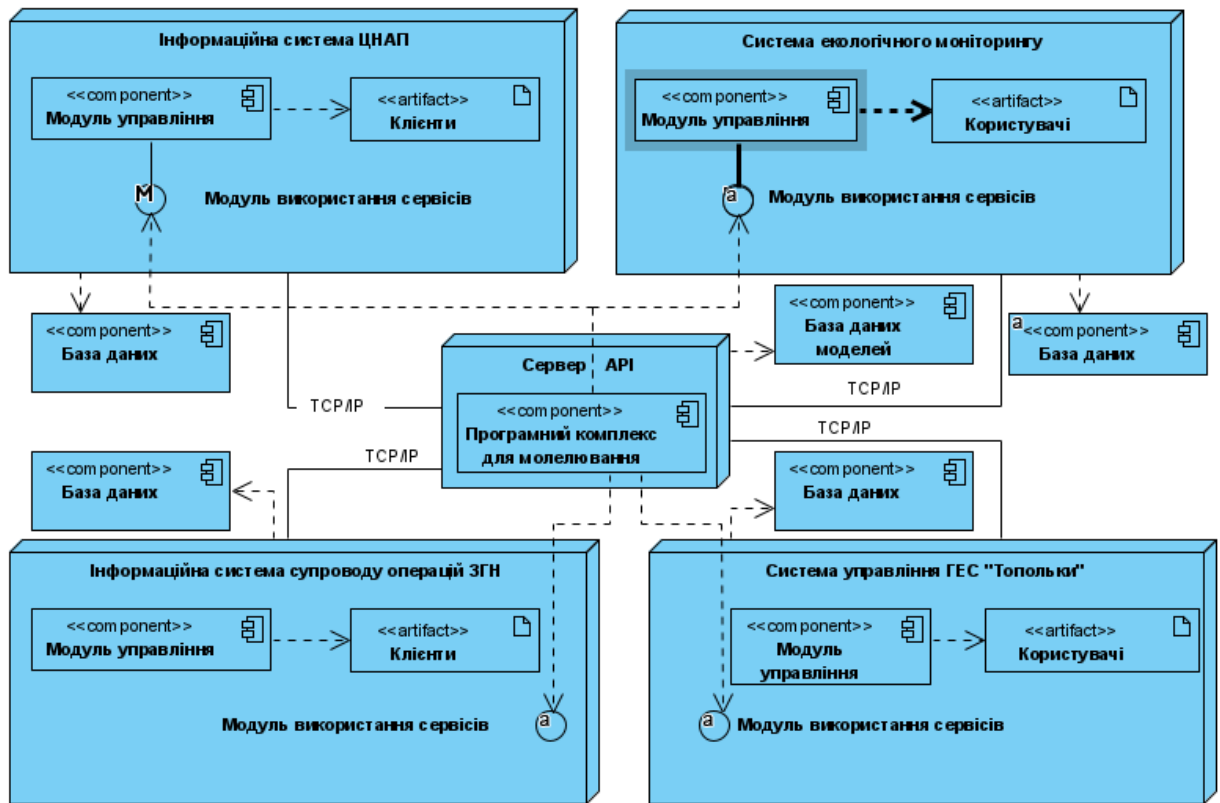 Інформаційна система ЦНАП
<<component>>
Модуль управління
<<artifact>>
Клієнти
М
Модуль використання сервісів
Система екологічного моніторингу
<<component>>
Модуль управління
<<artifact>>
Користувачі
а
Модуль використання сервісів
<<component>>
База даних
<<component>>
База даних
моделей
а
<<component>>
База даних
Сервер API
<<component>>
Програмний комплекс
для молелювання
TCP/IP
TCP/IP
TCP/IP
TCP/IP
<<component>>
База даних
<<component>>
База даних
Інформаційна система супроводу операцій ЗГН
<<component>>
Модуль управління
<<artifact>>
Клієнти
Модуль використання сервісів
а
Система управління ГЕС "Топольки"
<<component>>
Модуль
управління
<<artifact>>
Користувачі
а
Модуль використання сервісів